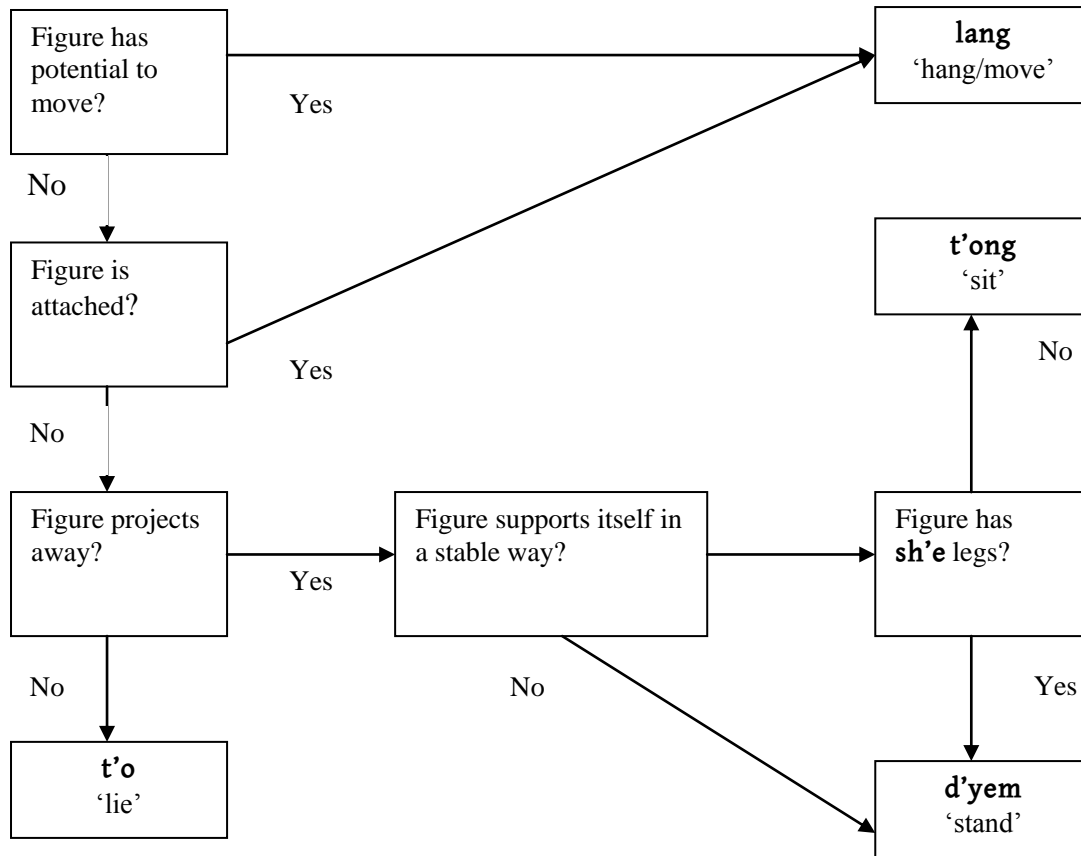 Figure has
potential to
move?
Yes
lang
‘hang/move’
No
Figure is
attached?
Yes
t’ong
‘sit’
No
No
Figure projects
away?
Yes
Figure supports itself in
a stable way?
Figure has
sh’e legs?
No
No
Yes
t’o
‘lie’
d’yem
‘stand’